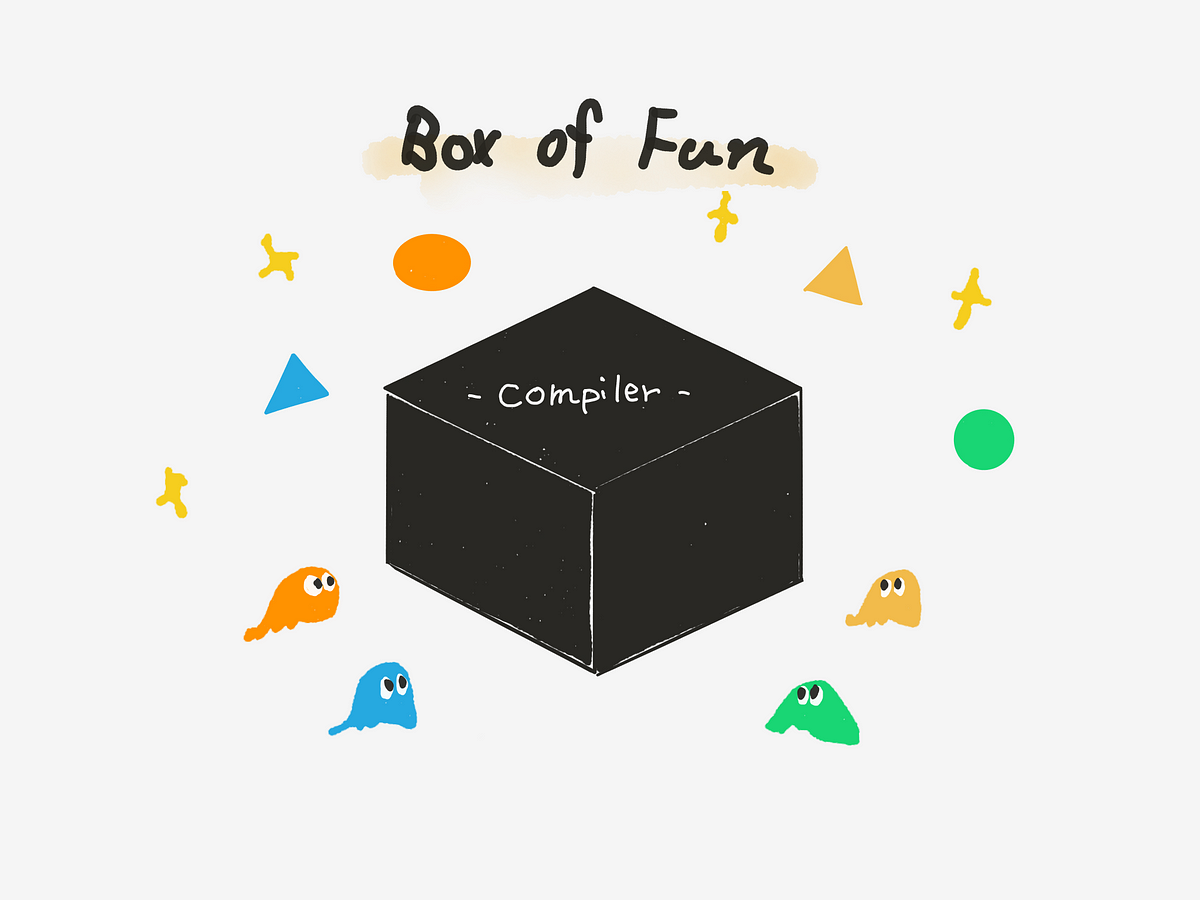 Box of Fun
- compiler -